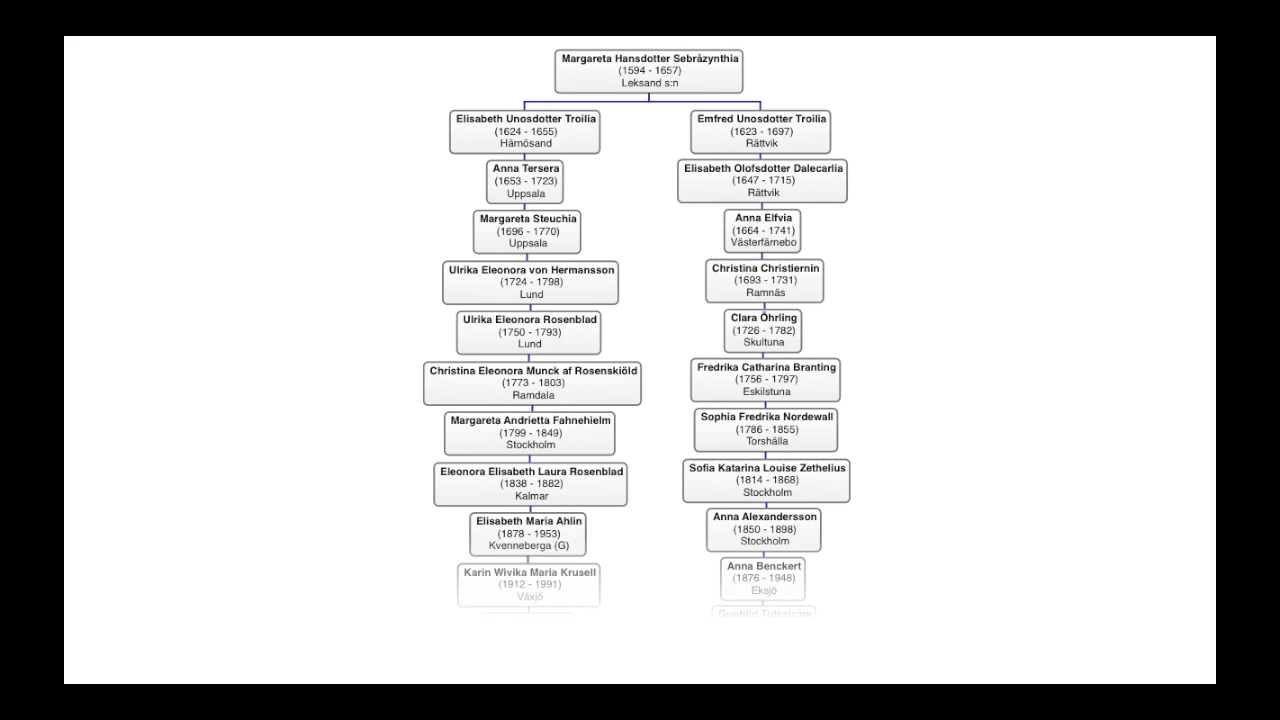 Margareta Hansdotter Sebråzynthia
(1594 - 1657)
Leksand s:n
Elisabeth Unosdotter Troilia
(1624 - 1655)
Härnösand
Anna Tersera
(1653 - 1723)
Uppsala
Margareta Steuchia
(1696 - 1770)
Uppsala
Ulrika Eleonora von Hermansson
(1724 - 1798)
Lund
Ulrika Eleonora Rosenblad
(1750 - 1793)
Lund
Christina Eleonora Munck af Rosenskiöld
(1773 - 1803)
Ramdala
Margareta Andrietta Fahnehielm
(1799 - 1849)
Stockholm
Eleonora Elisabeth Laura Rosenblad
(1838 - 1882)
Kalmar
Elisabeth Maria Ahlin
(1878 - 1953)
Kvenneberga (G)
Karin Wivika Maria Krusell
(1912 - 1991)
Växjö
Emfred Unosdotter Troilia
(1623 - 1697)
Rättvik
Elisabeth Olofsdotter Dalecarlia
(1647 - 1715)
Rättvik
Anna Elfvia
(1664 - 1741)
Västerfärnebo
Christina Christiernin
(1693 - 1731)
Ramnäs
Clara Öhrling
(1726 - 1782)
Skultuna
Fredrika Catharina Branting
(1756 - 1797)
Eskilstuna
Sophia Fredrika Nordewall
(1786 - 1855)
Torshälla
Sofia Katarina Louise Zethelius
(1814 - 1868)
Stockholm
Anna Alexandersson
(1850 - 1898)
Stockholm
Anna Benckert
(1876 - 1948)
Eksjö
Gunhild Tideström